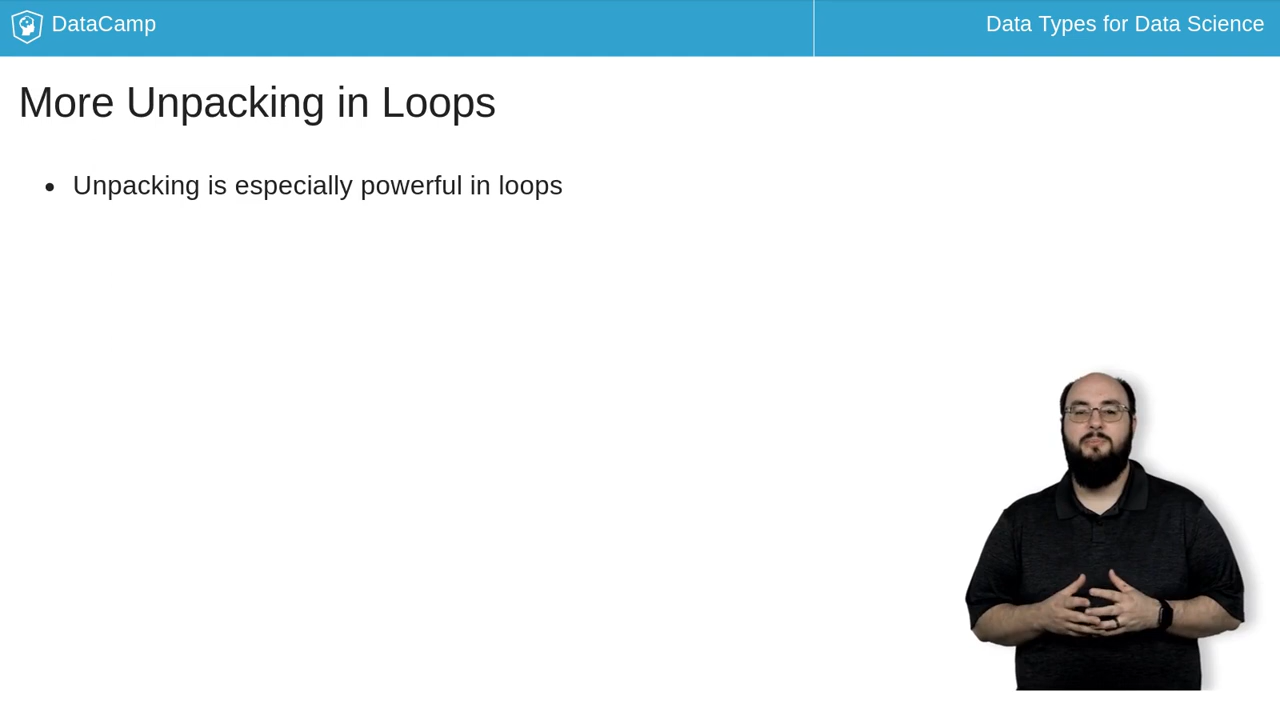 DataCamp
Data Types for Data Science
More Unpacking in Loops
Unpacking is especially powerful in loops